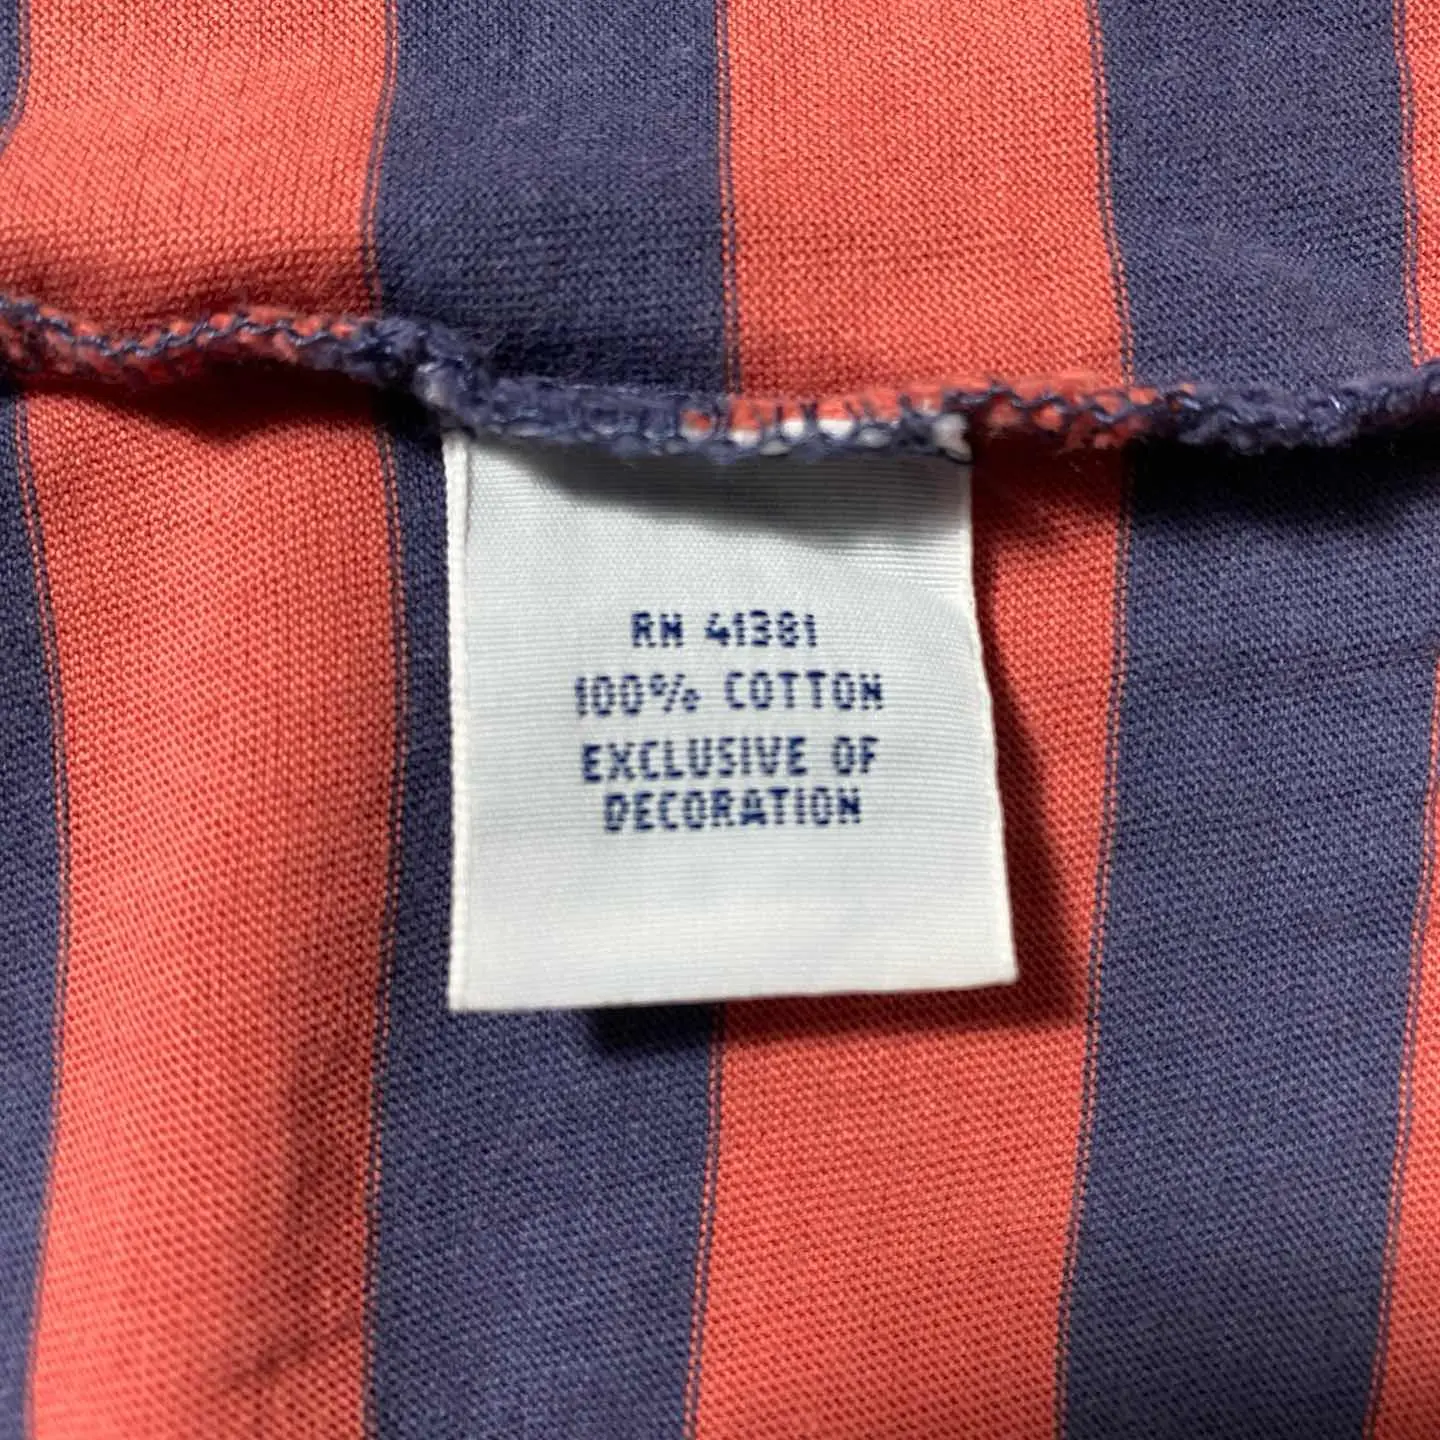 RN 41381
100% COTTON
EXCLUSIVE OF
DECORATION